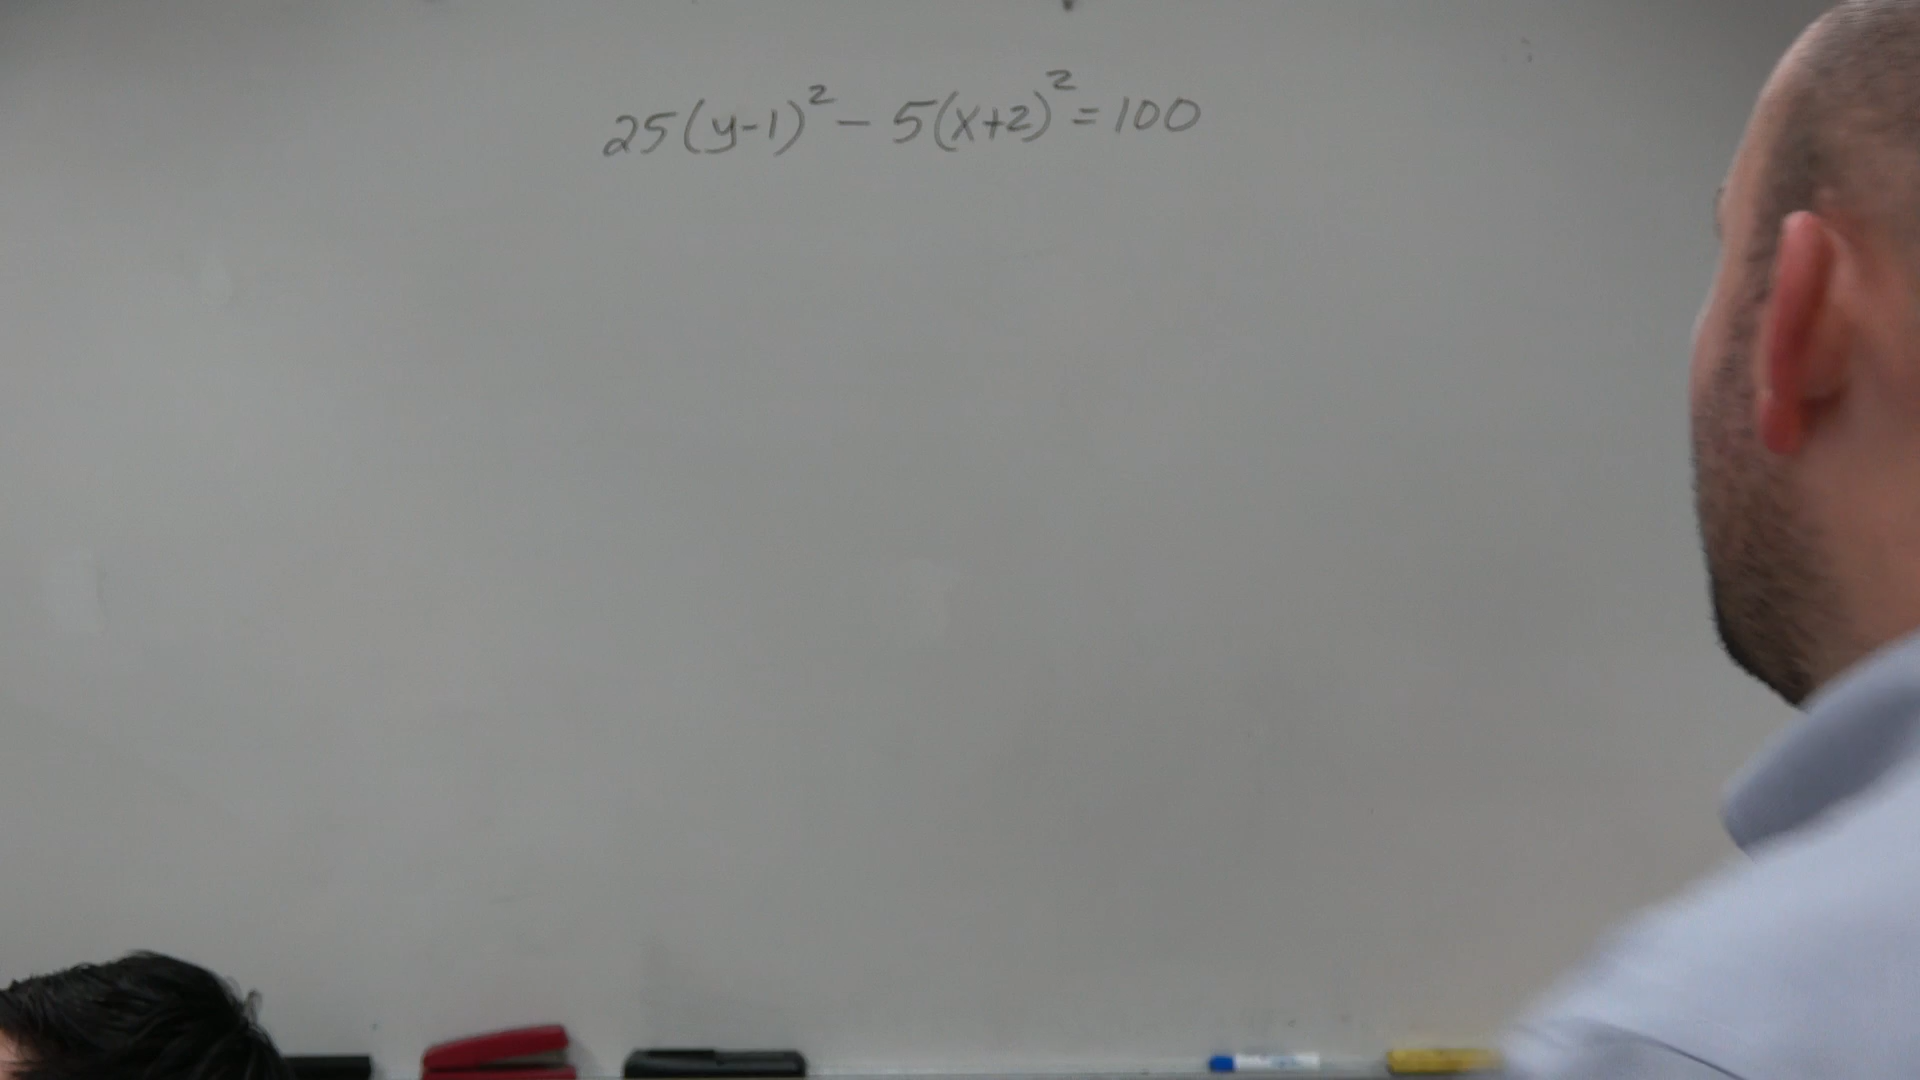 25(y-1)² - 5(x+2)² = 100